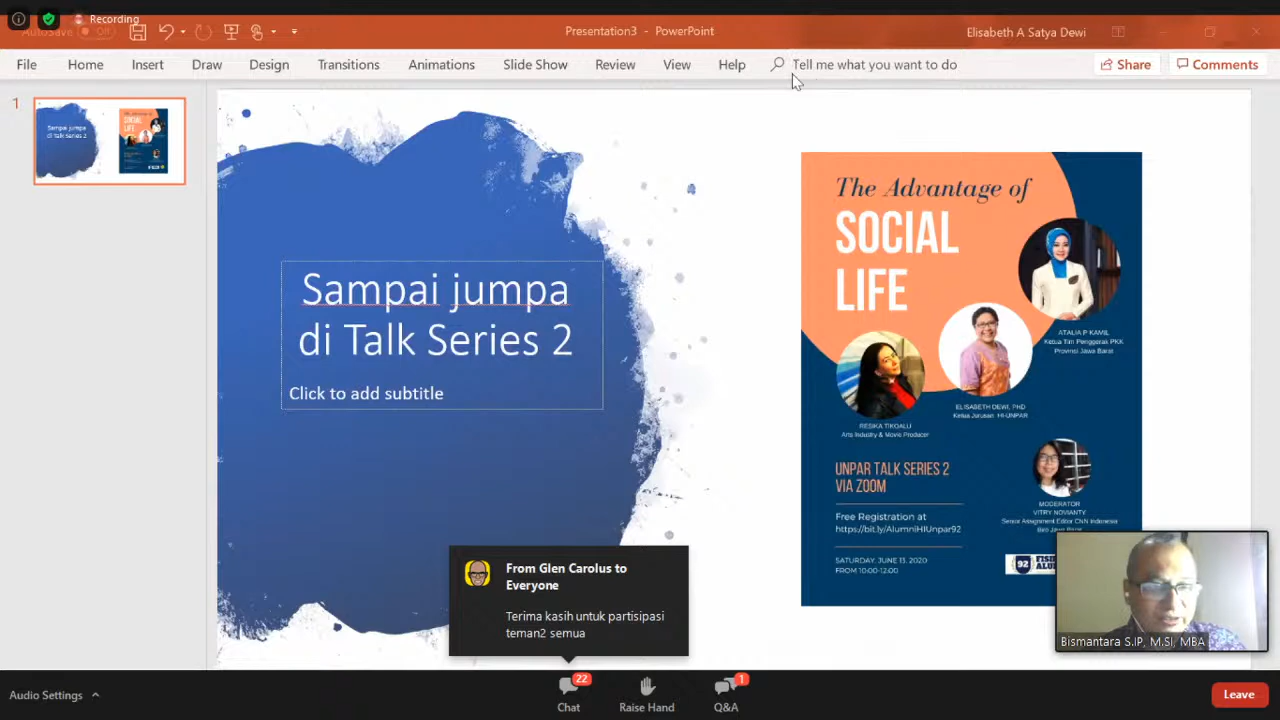 Recording
AutoSave Off
Presentation3 - PowerPoint
Elisabeth A Satya Dewi
File Home Insert Draw Design Transitions Animations Slide Show Review View Help Tell me what you want to do Share Comments
1
Sampai jumpa
di Talk Series 2
Sampai jumpa
di Talk Series 2
Click to add subtitle
The Advantage of
SOCIAL
LIFE
ATALIA P KAMIL
Ketua Tim Penggerak PKK
Provinsi Jawa Barat
ELISABETH DEWI, PHD
Ketua Jurusan HI-UNPAR
RESIKA TIKOALU
Arts Industry & Movie Producer
UNPAR TALK SERIES 2
VIA ZOOM
Free Registration at
https://bit.ly/AlumniHIUnpar92
SATURDAY, JUNE 13, 2020
FROM 10:00-12:00
MODERATOR
VITRY NOVIANTY
Senior Assignment Editor CNN Indonesia
Biro Jawa Barat
92
From Glen Carolus to
Everyone
Terima kasih untuk partisipasi
teman2 semua
Bismantara S.IP, M.SI, MBA
Audio Settings
22
Chat
Raise Hand
1
Q&A
Leave